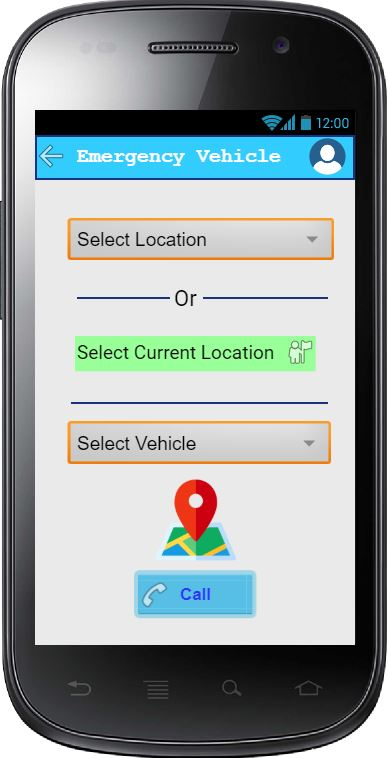 12:00
Emergency Vehicle
Select Location
Or
Select Current Location
Select Vehicle
Call